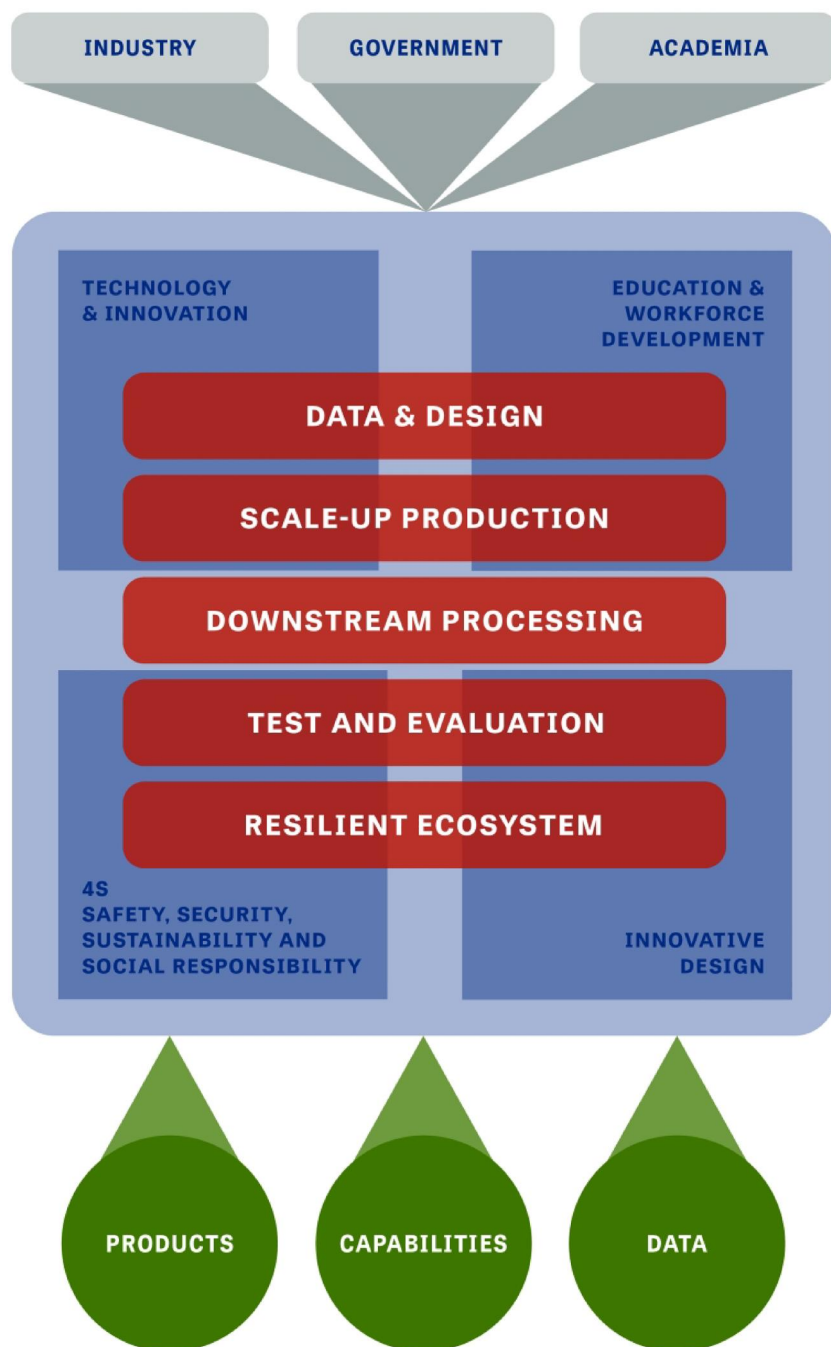 INDUSTRY
GOVERNMENT
ACADEMIA
TECHNOLOGY
& INNOVATION
EDUCATION &
WORKFORCE
DEVELOPMENT
DATA & DESIGN
SCALE-UP PRODUCTION
DOWNSTREAM PROCESSING
TEST AND EVALUATION
RESILIENT ECOSYSTEM
4S
SAFETY, SECURITY,
SUSTAINABILITY AND
SOCIAL RESPONSIBILITY
INNOVATIVE
DESIGN
PRODUCTS
CAPABILITIES
DATA